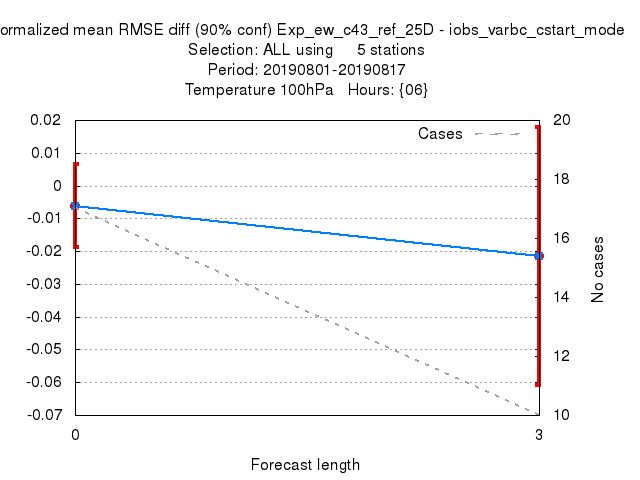 ormalized mean RMSE diff (90% conf) Exp_ew_c43_ref_25D - iobs_varbc_cstart_mode
Selection: ALL using 5 stations
Period: 20190801-20190817
Temperature 100hPa Hours: {06}
Cases
0.02
0.01
0
-0.01
-0.02
-0.03
-0.04
-0.05
-0.06
-0.07
20
18
16
14
12
10
No cases
0
3
Forecast length